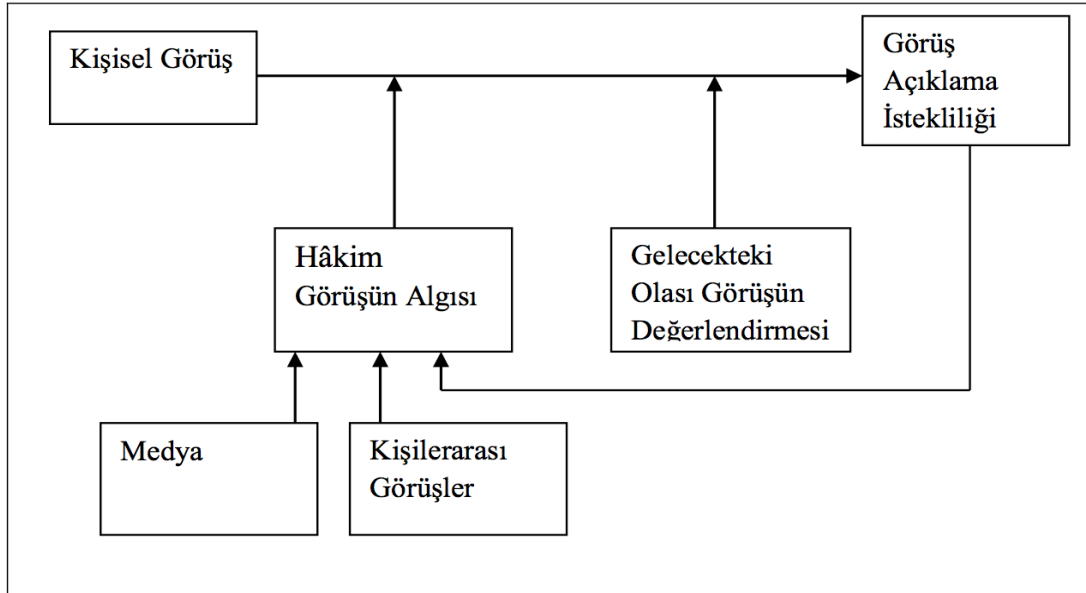 Kişisel Görüş
Görüş
Açıklama
İstekliliği
Hâkim
Görüşün Algısı
Gelecekteki
Olası Görüşün
Değerlendirmesi
Medya
Kişilerarası
Görüşler